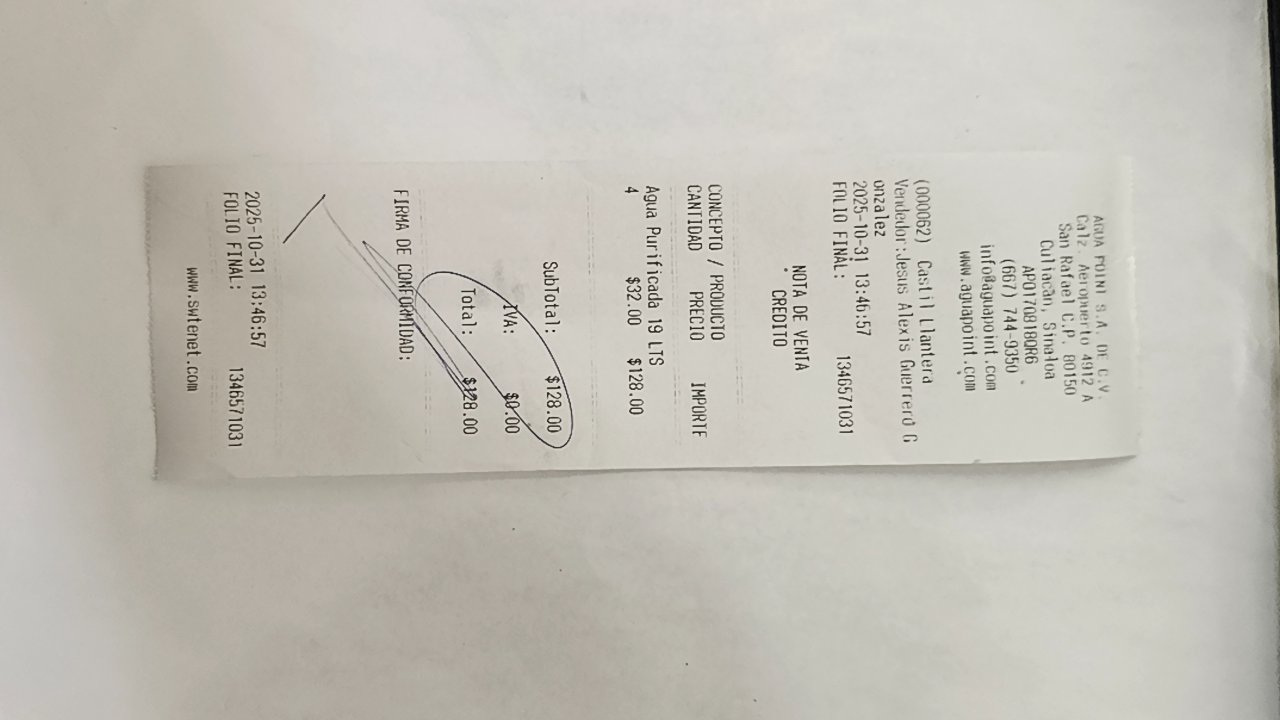 AGUA POINT S.A. DE C.V.
Calz. Aeropuerto 4912 A
San Rafael C.P. 80150
Culiacán, Sinaloa
APO170818QR6
(667) 744-9350
info@aguapoint.com
www.aguapoint.com
(000062) Castil Llantera
Vendedor:Jesus Alexis Guerrero G
onzalez
2025-10-31 13:46:57
FOLIO FINAL: 1346571031
NOTA DE VENTA
CREDITO
CONCEPTO / PRODUCTO
CANTIDAD PRECIO IMPORTE
Agua Purificada 19 LTS
4 $32.00 $128.00
SubTotal: $128.00
IVA: $0.00
Total: $128.00
FIRMA DE CONFORMIDAD:
2025-10-31 13:46:57
FOLIO FINAL: 1346571031
www.swtenet.com